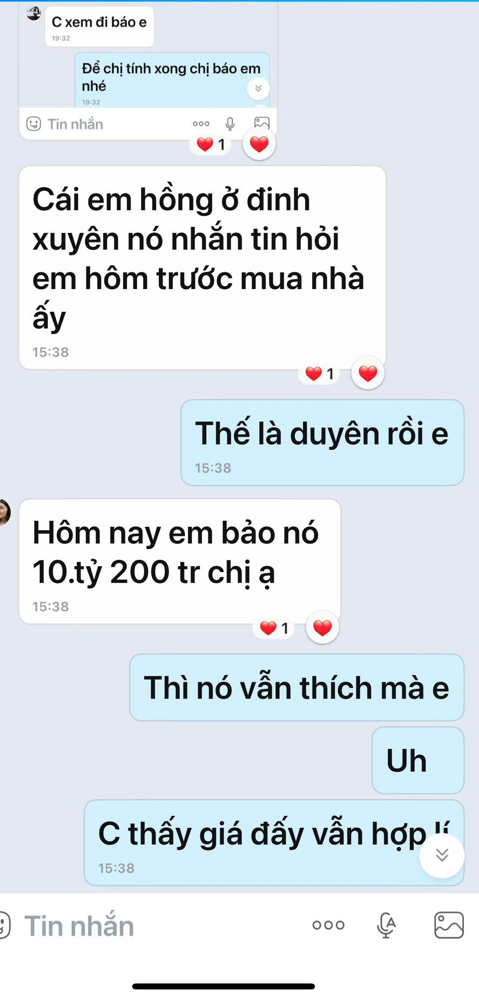 C xem đi báo e
19:32
Để chị tính xong chị báo em
nhé
19:32
Tin nhắn
1
Cái em hồng ở đinh
xuyên nó nhắn tin hỏi
em hôm trước mua nhà
ấy
15:38
1
Thế là duyên rồi e
15:38
Hôm nay em bảo nó
10.tỷ 200 tr chị ạ
15:38
1
Thì nó vẫn thích mà e
Uh
C thấy giá đấy vẫn hợp lí
15:38
Tin nhắn